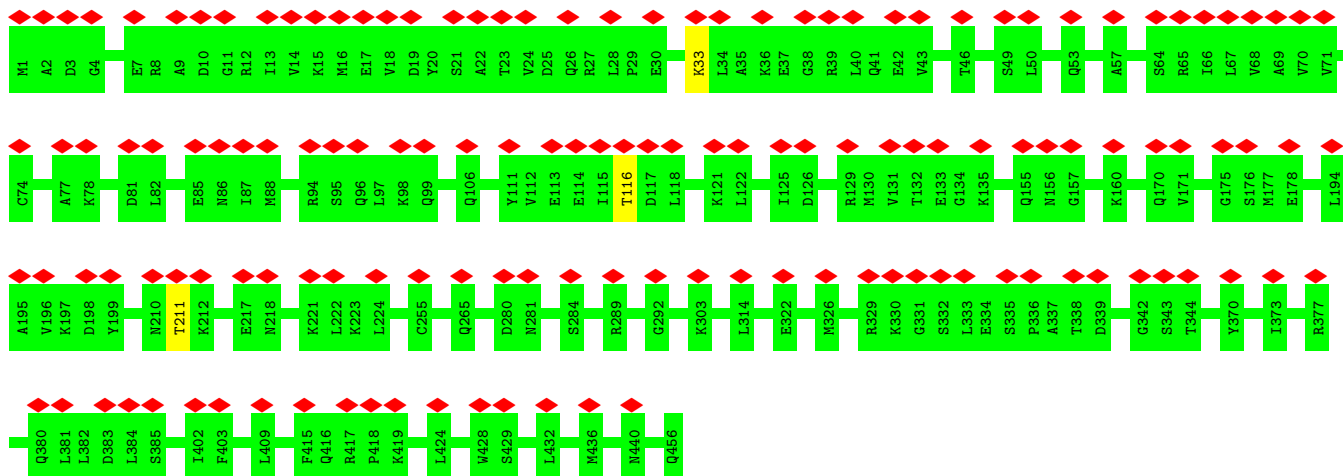 M1 A2 D3 G4 E7 R8 A9 D10 G11 R12 I13 V14 K15 M16 E17 V18 D19 Y20 S21 A22 T23 V24 D25 Q26 R27 L28 P29 E30 K33 L34 A35 K36 E37 G38 R39 L40 Q41 E42 V43 T46 S49 L50 Q53 A57 S64 R65 I66 L67 V68 A69 V70 V71
C74 A77 K78 D81 L82 E85 N86 I87 M88 R94 S95 Q96 L97 K98 Q99 Q106 Y111 V112 E113 E114 I115 T116 D117 L118 K121 L122 I125 D126 R129 M130 V131 T132 E133 G134 K135 Q155 N156 G157 K160 Q170 V171 G175 S176 M177 E178 L194
A195 V196 K197 D198 Y199 N210 T211 K212 E217 N218 K221 L222 K223 L224 C255 Q265 D280 N281 S284 R289 G292 K303 L314 E322 M326 R329 K330 G331 S332 L333 E334 S335 P336 A337 T338 D339 G342 S343 T344 Y370 I373 R377
Q380 L381 L382 D383 L384 S385 I402 F403 L409 F415 Q416 R417 P418 K419 L424 W428 S429 L432 M436 N440 Q456